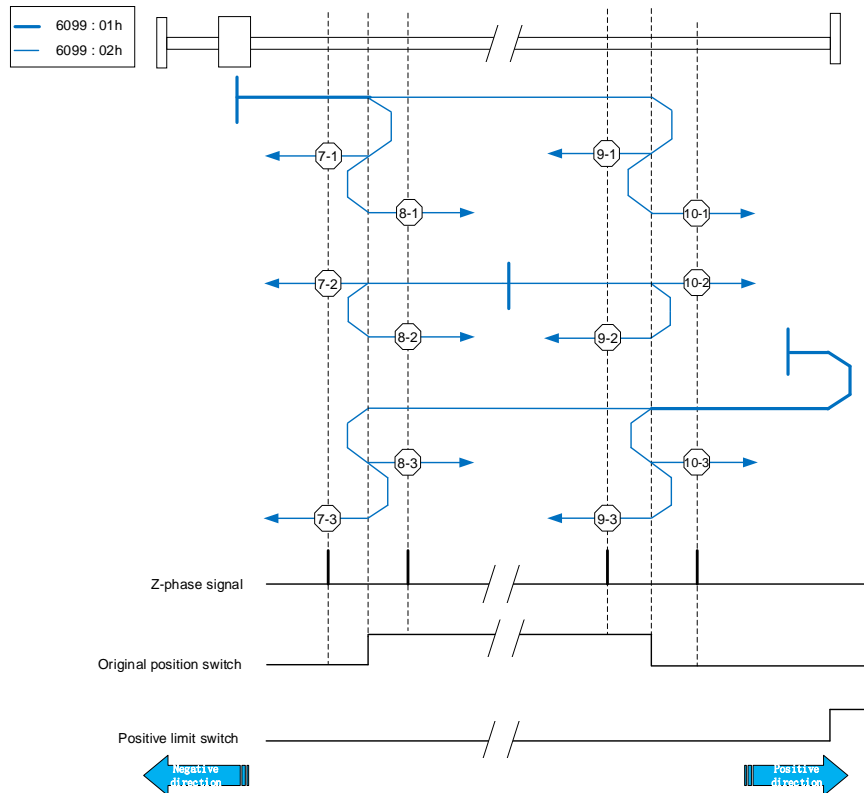 6099 : 01h
6099 : 02h
7-1
9-1
8-1
10-1
7-2
10-2
8-2
9-2
8-3
10-3
7-3
9-3
Z-phase signal
Original position switch
Positive limit switch
Negative
direction
Positive
direction